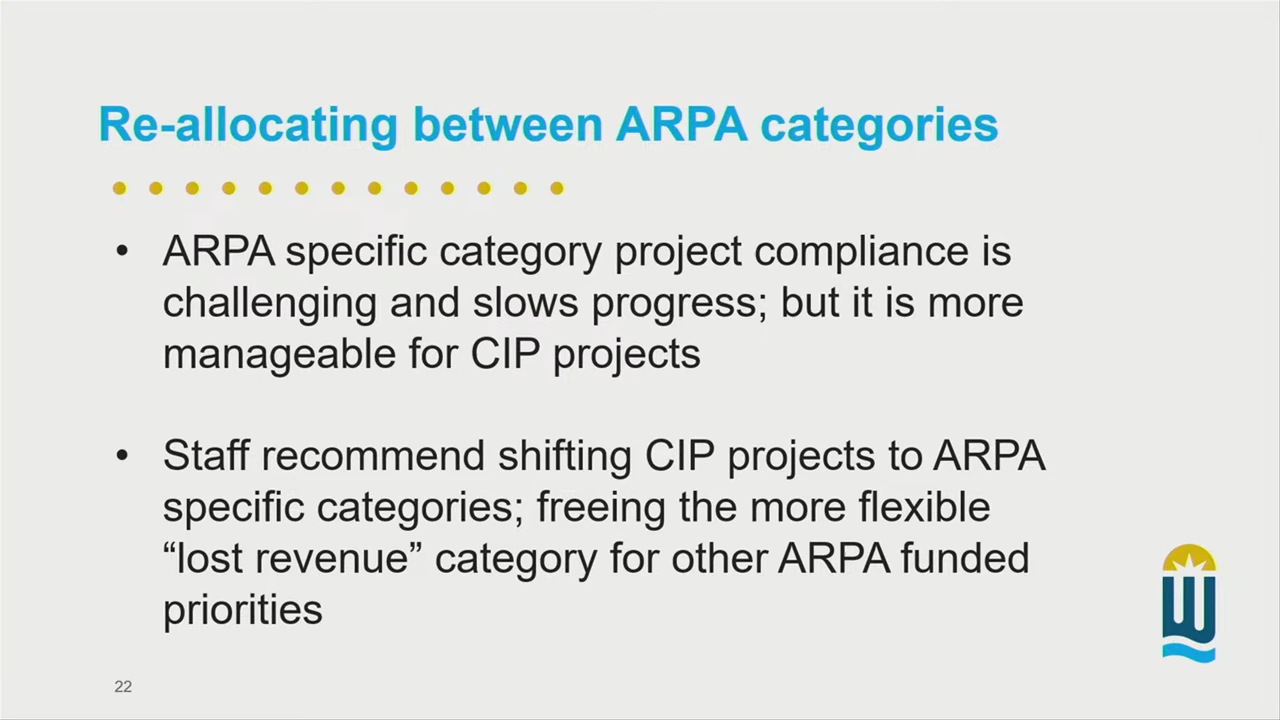 Re-allocating between ARPA categories
• ARPA specific category project compliance is
challenging and slows progress; but it is more
manageable for CIP projects
• Staff recommend shifting CIP projects to ARPA
specific categories; freeing the more flexible
“lost revenue” category for other ARPA funded
priorities
W
22